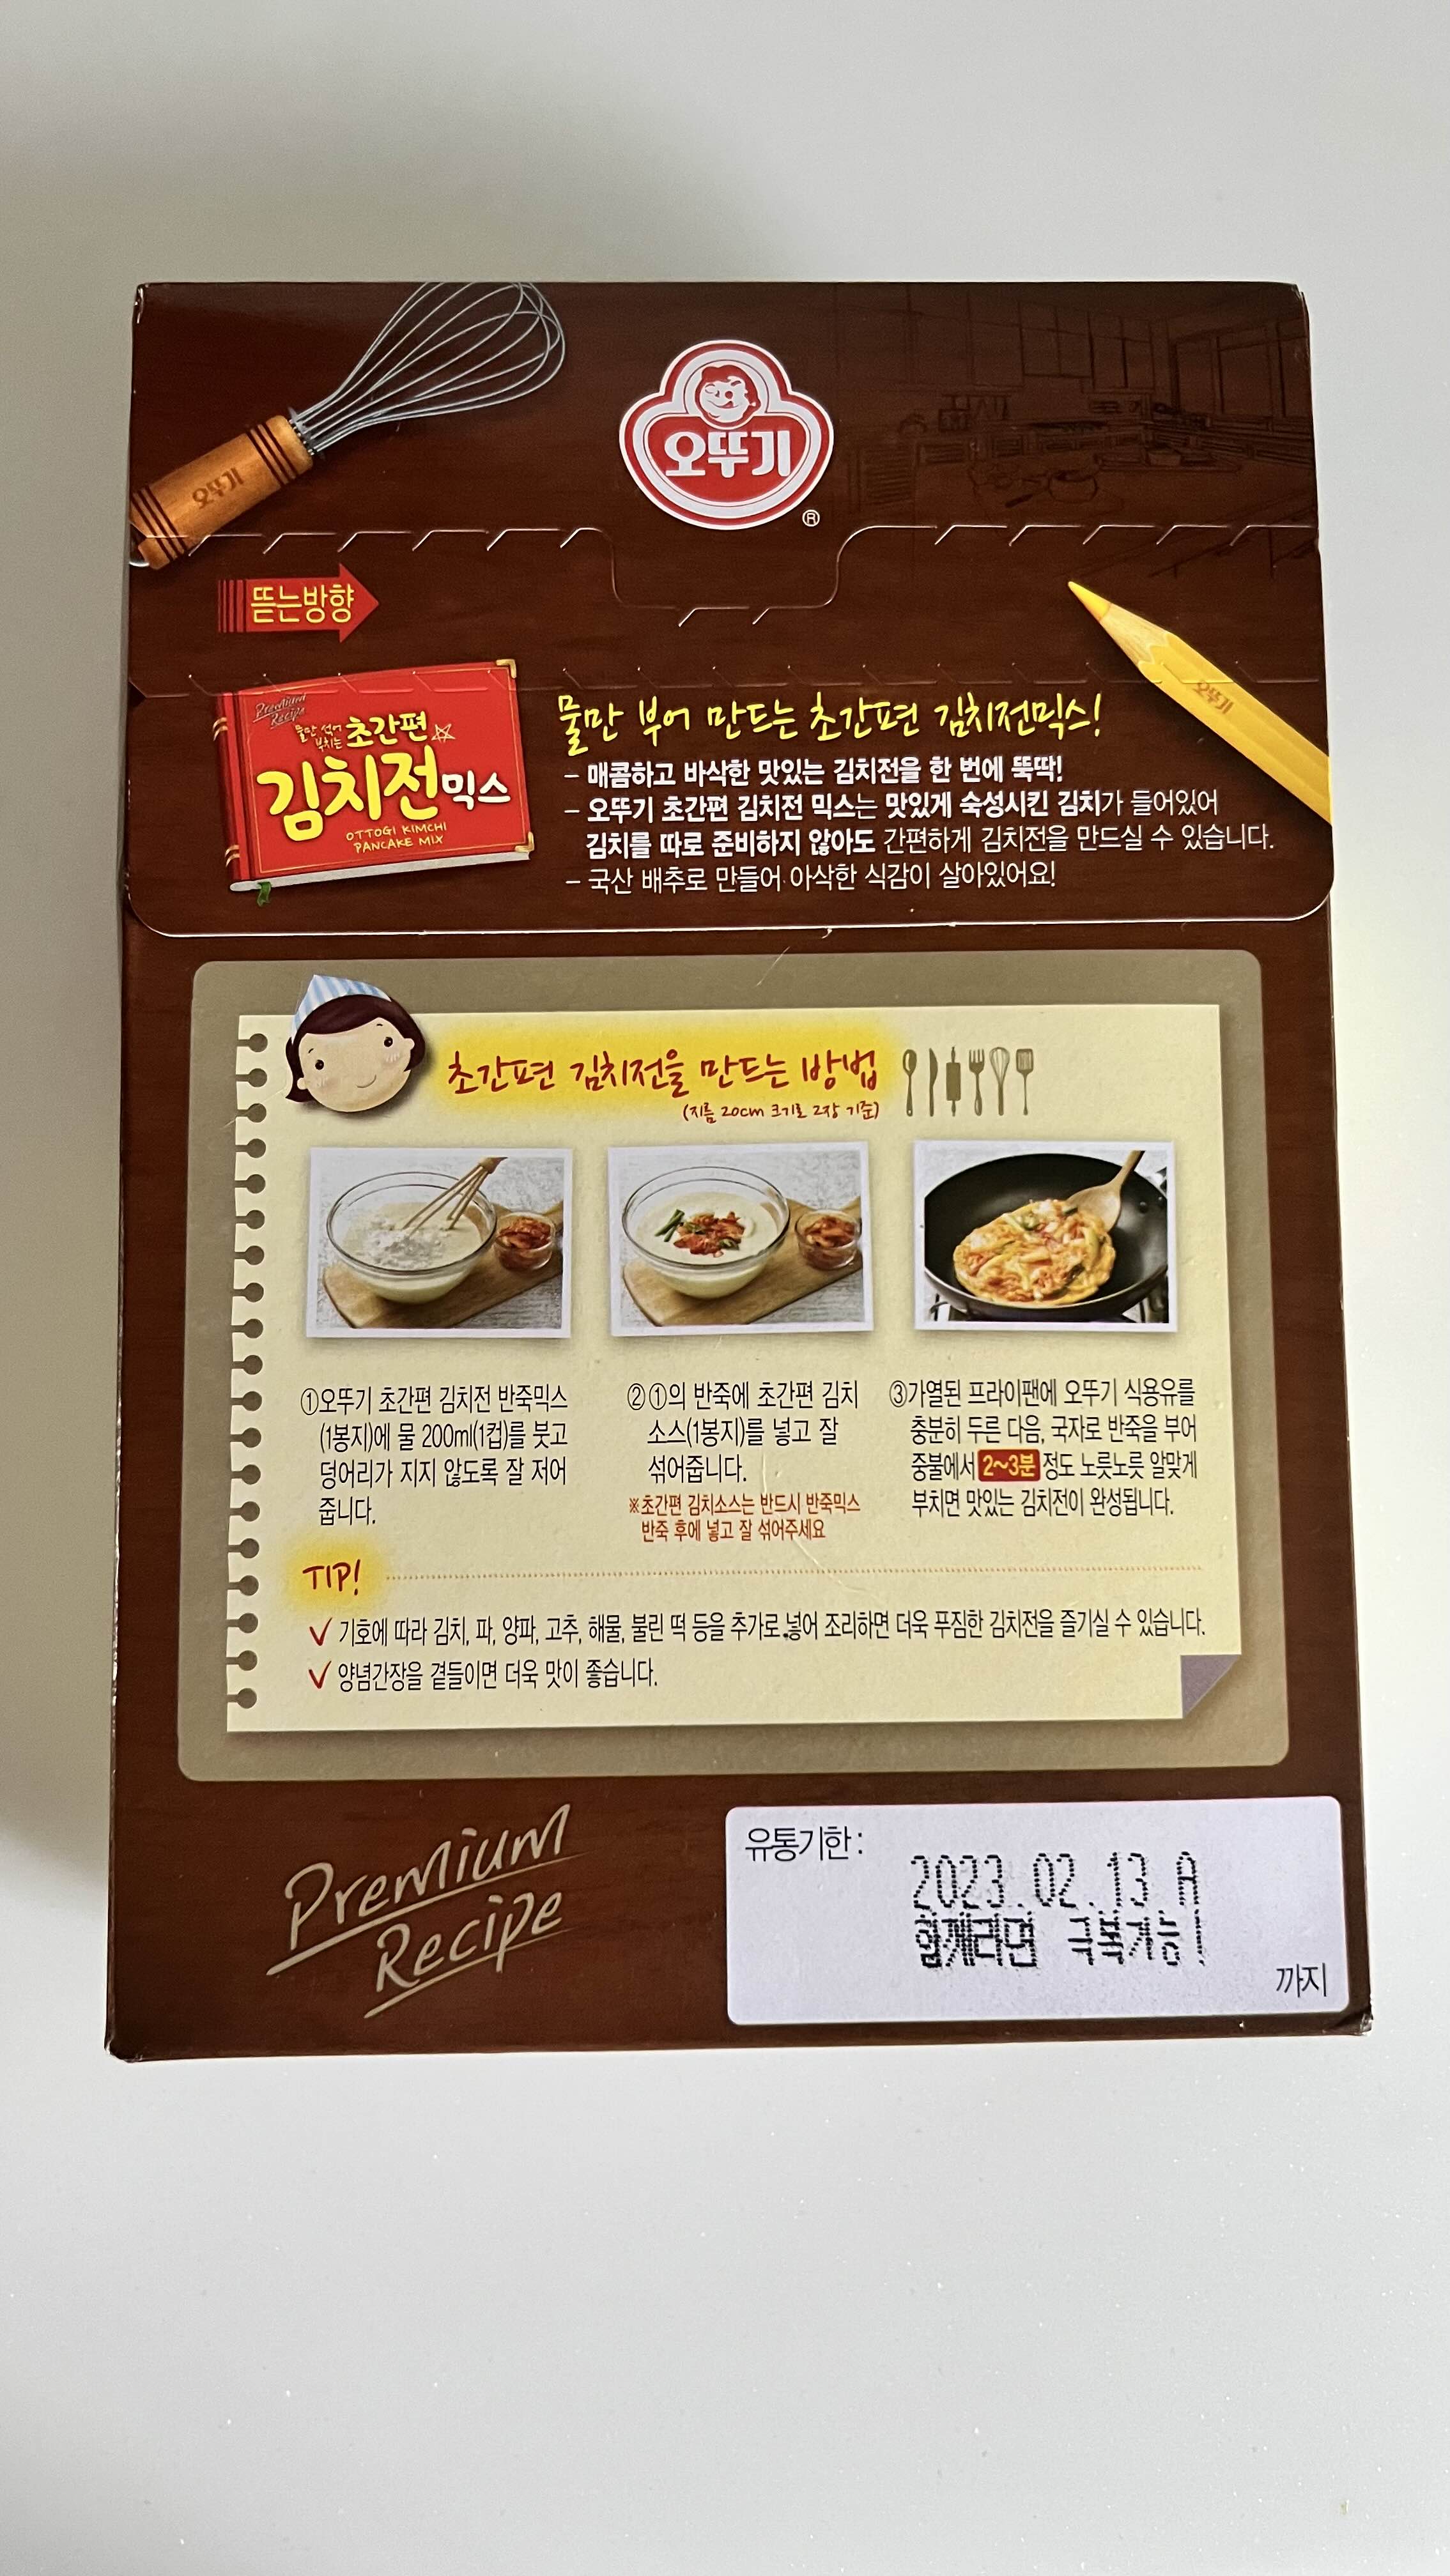 오뚜기
오뚜기
®
뜯는방향
오뚜기
Premium
Recipe
물만 섞어
부치는 초간편
김치전믹스
OTTOGI KIMCHI
PANCAKE MIX
물만 부어 만드는 초간편 김치전믹스!
- 매콤하고 바삭한 맛있는 김치전을 한 번에 뚝딱!
- 오뚜기 초간편 김치전 믹스는 맛있게 숙성시킨 김치가 들어있어
김치를 따로 준비하지 않아도 간편하게 김치전을 만드실 수 있습니다.
- 국산 배추로 만들어 아삭한 식감이 살아있어요!
초간편 김치전을 만드는 방법
(지름 20cm 크기로 2장 기준)
①오뚜기 초간편 김치전 반죽믹스
(1봉지)에 물 200ml(1컵)를 붓고
덩어리가 지지 않도록 잘 저어
줍니다.
②①의 반죽에 초간편 김치
소스(1봉지)를 넣고 잘
섞어줍니다.
※초간편 김치소스는 반드시 반죽믹스
반죽 후에 넣고 잘 섞어주세요
③가열된 프라이팬에 오뚜기 식용유를
충분히 두른 다음, 국자로 반죽을 부어
중불에서 2~3분 정도 노릇노릇 알맞게
부치면 맛있는 김치전이 완성됩니다.
TIP!
✓ 기호에 따라 김치, 파, 양파, 고추, 해물, 불린 떡 등을 추가로 넣어 조리하면 더욱 푸짐한 김치전을 즐기실 수 있습니다.
✓ 양념간장을 곁들이면 더욱 맛이 좋습니다.
Premium
Recipe
유통기한 :
2023.02.13 A
함께라면 극복가능!
까지